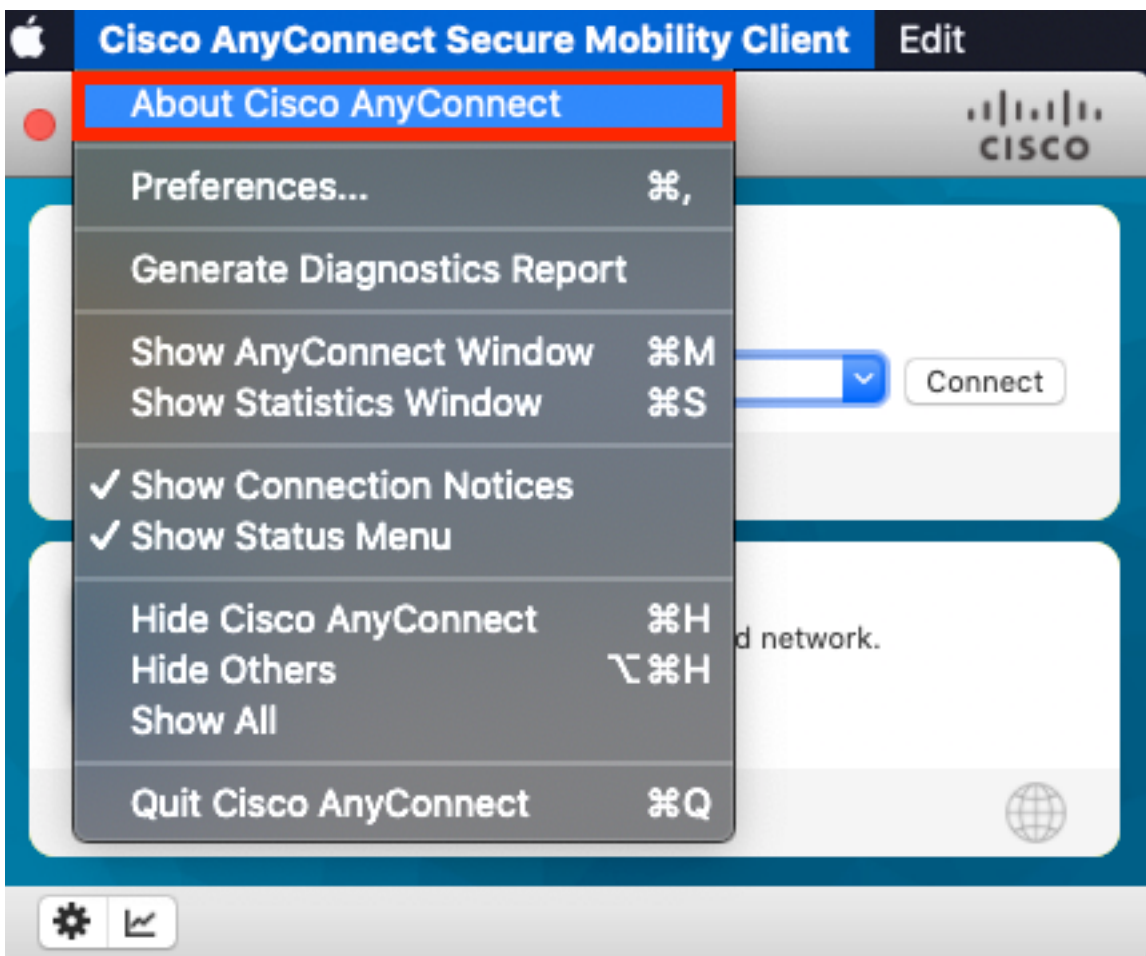 Cisco AnyConnect Secure Mobility Client Edit
About Cisco AnyConnect
CISCO
Preferences... ⌘,
Generate Diagnostics Report
Show AnyConnect Window ⌘M
Show Statistics Window ⌘S
Connect
✓ Show Connection Notices
✓ Show Status Menu
Hide Cisco AnyConnect ⌘H
d network.
Hide Others ⌥⌘H
Show All
Quit Cisco AnyConnect ⌘Q